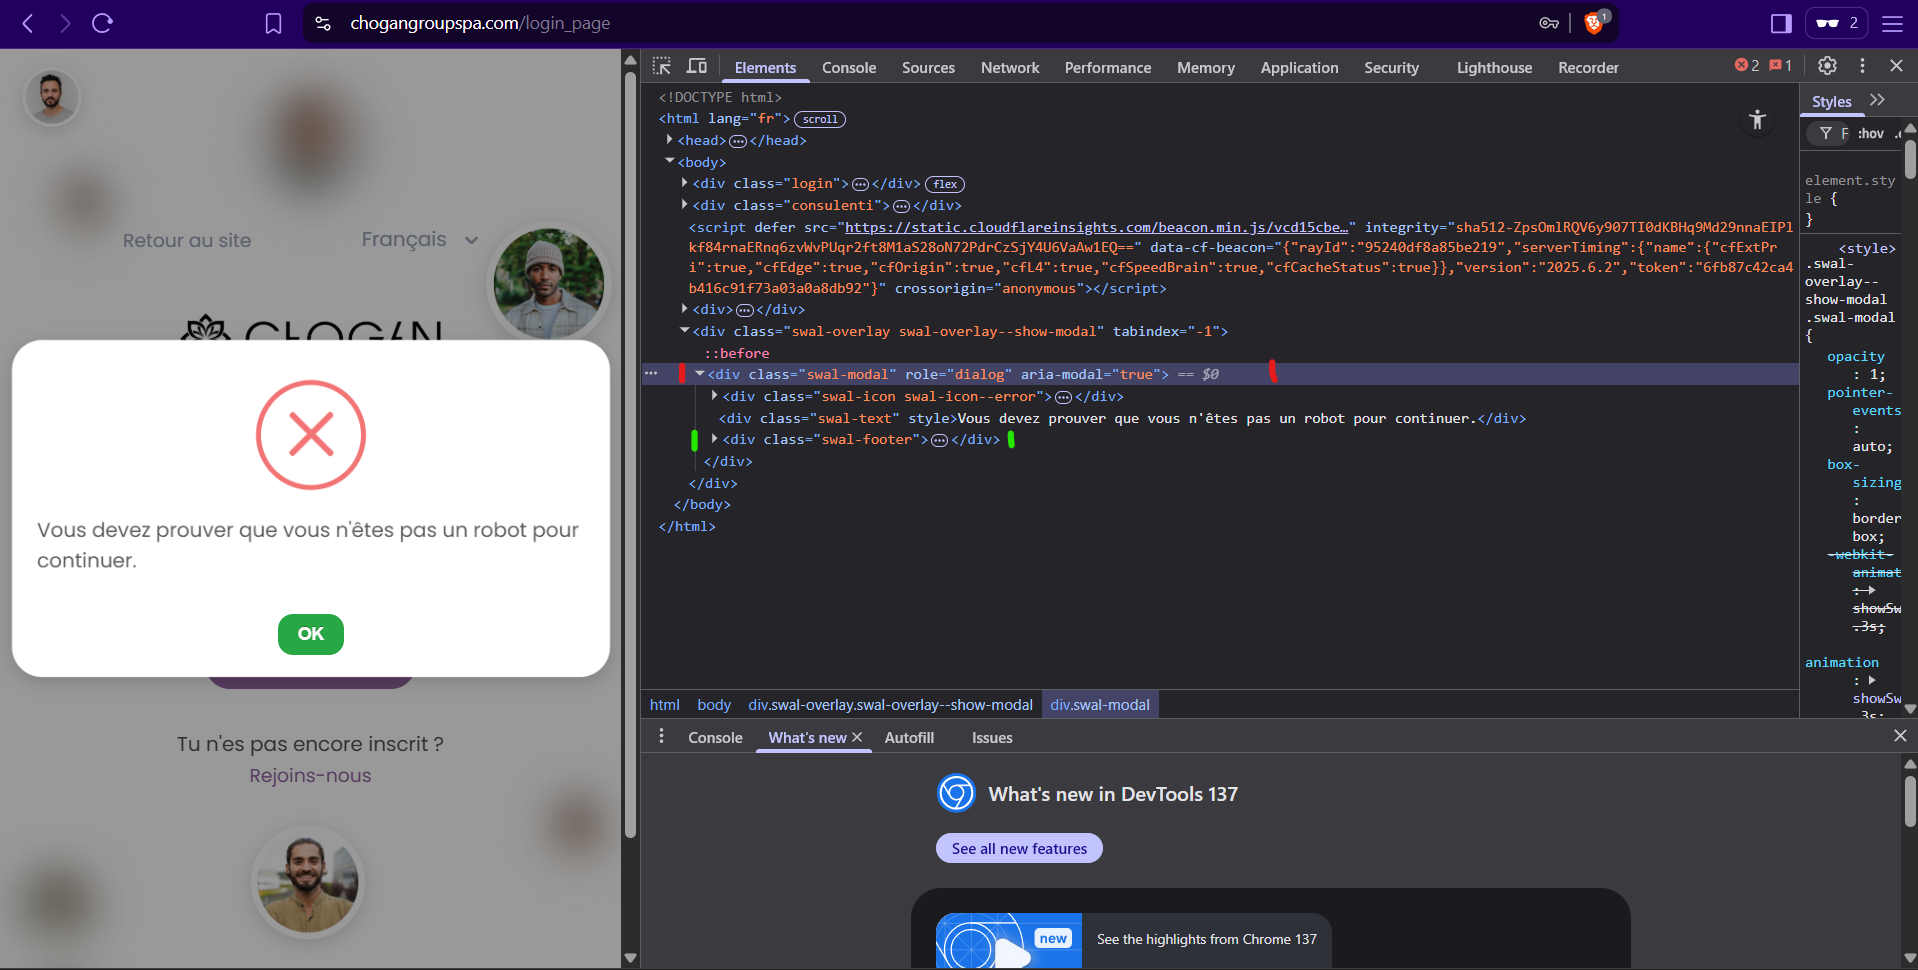 chogangroupspa.com/login_page
1
2
Retour au site
Français
CHOGAN
Vous devez prouver que vous n'êtes pas un robot pour
continuer.
OK
Tu n'es pas encore inscrit ?
Rejoins-nous
Elements Console Sources Network Performance Memory Application Security Lighthouse Recorder
2 1
<!DOCTYPE html>
<html lang="fr"> scroll
<head> </head>
<body>
<div class="login"> </div> flex
<div class="consulenti"> </div>
<script defer src="https://static.cloudflareinsights.com/beacon.min.js/vcd15cbe…" integrity="sha512-ZpsOmlRQV6y907TI0dKBHq9Md29nnaEIPl
kf84rnaERnq6zvWvPUqr2ft8M1aS28oN72PdrCzSjY4U6VaAw1EQ==" data-cf-beacon="{"rayId":"95240df8a85be219","serverTiming":{"name":{"cfExtPr
i":true,"cfEdge":true,"cfOrigin":true,"cfL4":true,"cfSpeedBrain":true,"cfCacheStatus":true}},"version":"2025.6.2","token":"6fb87c42ca4
b416c91f73a03a0a8db92"}" crossorigin="anonymous"></script>
<div> </div>
<div class="swal-overlay swal-overlay--show-modal" tabindex="-1">
::before
<div class="swal-modal" role="dialog" aria-modal="true"> == $0
<div class="swal-icon swal-icon--error"> </div>
<div class="swal-text" style>Vous devez prouver que vous n'êtes pas un robot pour continuer.</div>
<div class="swal-footer"> </div>
</div>
</div>
</body>
</html>
html body div.swal-overlay.swal-overlay--show-modal div.swal-modal
Styles
F :hov .c
element.sty
le {
}
<style>
.swal-
overlay--
show-modal
.swal-modal
{
opacity
: 1;
pointer-
events
:
auto;
box-
sizing
:
border
box;
-webkit-
animat
:
showSw
.3s;
animation
:
showSw
.3s;
Console What's new Autofill Issues
What's new in DevTools 137
See all new features
new
See the highlights from Chrome 137